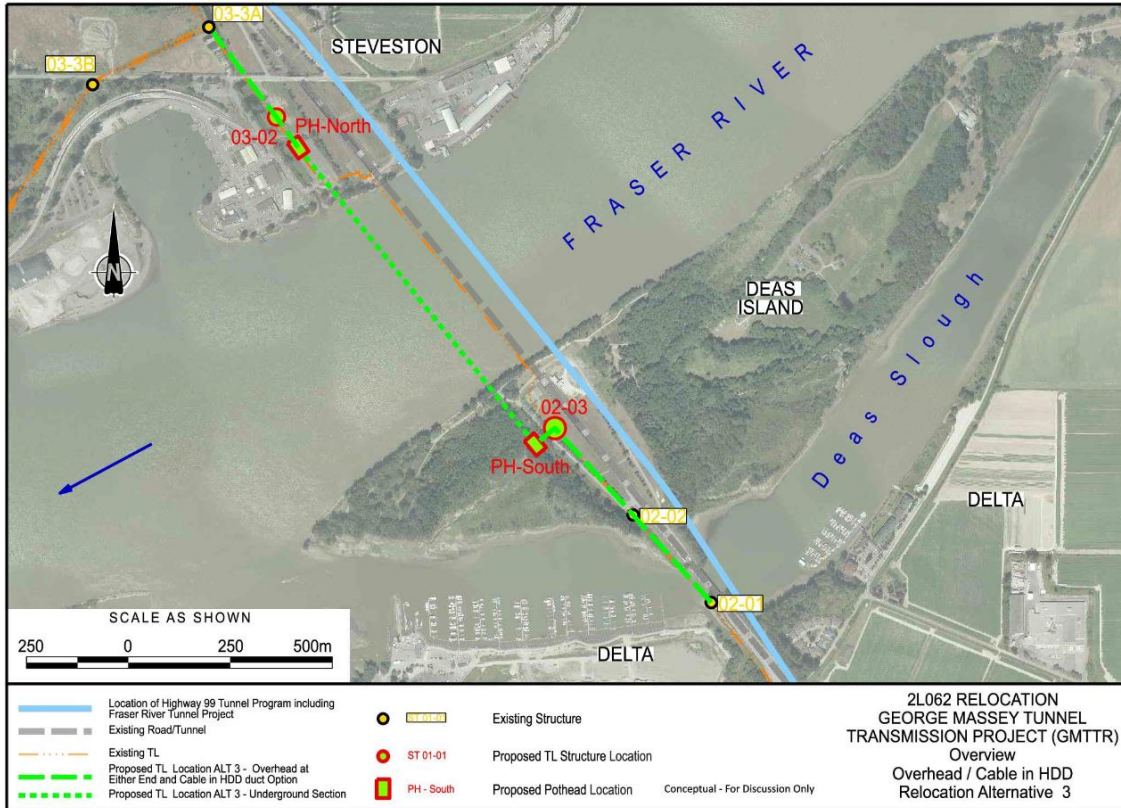 03-3A
STEVESTON
03-3B
03-02
PH-North
FRASER RIVER
DEAS
ISLAND
Deas Slough
02-03
PH-South
02-02
DELTA
02-01
DELTA
N
SCALE AS SHOWN
250 0 250 500m
Location of Highway 99 Tunnel Program including
Fraser River Tunnel Project
Existing Road/Tunnel
Existing TL
Proposed TL Location ALT 3 - Overhead at
Either End and Cable in HDD duct Option
Proposed TL Location ALT 3 - Underground Section
ST 01-01 Existing Structure
ST 01-01 Proposed TL Structure Location
PH - South Proposed Pothead Location
Conceptual - For Discussion Only
2L062 RELOCATION
GEORGE MASSEY TUNNEL
TRANSMISSION PROJECT (GMTTR)
Overview
Overhead / Cable in HDD
Relocation Alternative 3